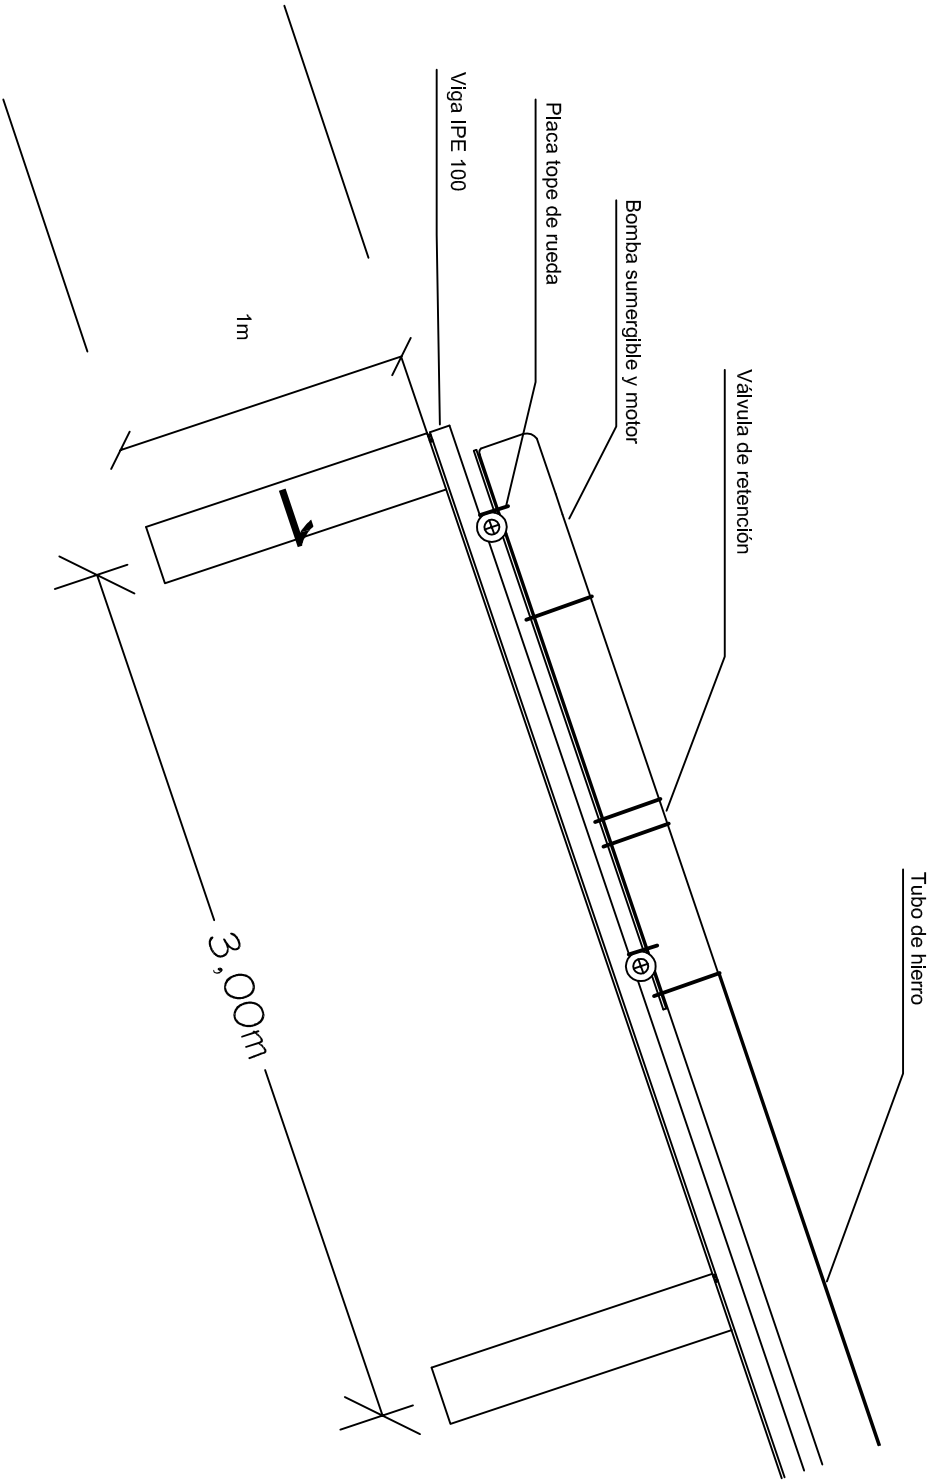 Viga IPE 100
Placa tope de rueda
Bomba sumergible y motor
Válvula de retención
Tubo de hierro
1m
3,00m